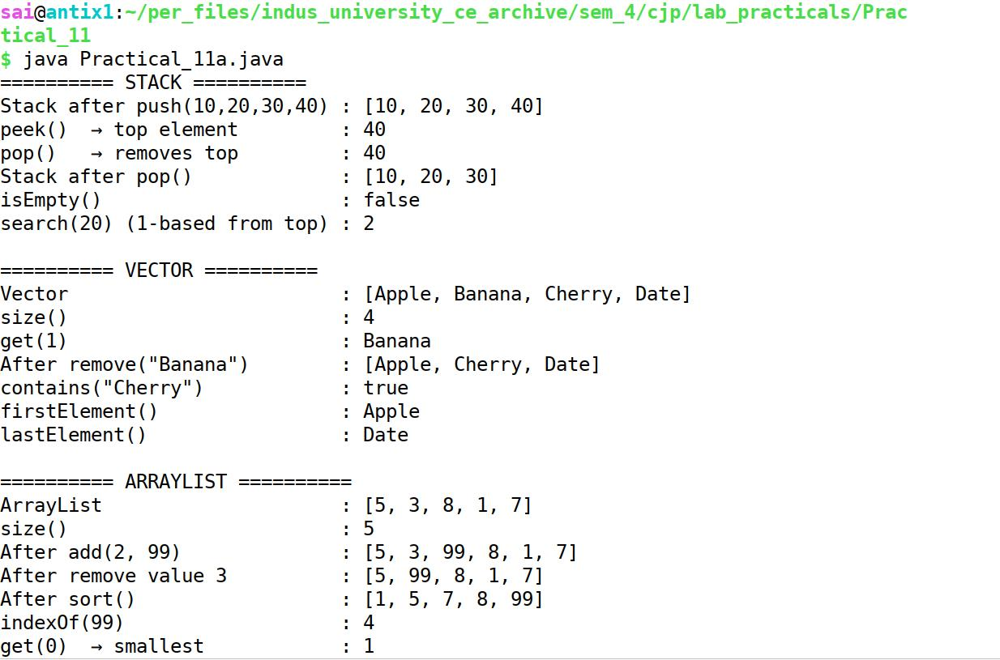 sai@antix1:~/per_files/indus_university_ce_archive/sem_4/cjp/lab_practicals/Prac
tical_11
$ java Practical_11a.java
========== STACK ==========
Stack after push(10,20,30,40) : [10, 20, 30, 40]
peek()  → top element         : 40
pop()   → removes top         : 40
Stack after pop()             : [10, 20, 30]
isEmpty()                     : false
search(20) (1-based from top) : 2

========== VECTOR ==========
Vector                        : [Apple, Banana, Cherry, Date]
size()                        : 4
get(1)                        : Banana
After remove("Banana")        : [Apple, Cherry, Date]
contains("Cherry")            : true
firstElement()                : Apple
lastElement()                 : Date

========== ARRAYLIST ==========
ArrayList                     : [5, 3, 8, 1, 7]
size()                        : 5
After add(2, 99)              : [5, 3, 99, 8, 1, 7]
After remove value 3          : [5, 99, 8, 1, 7]
After sort()                  : [1, 5, 7, 8, 99]
indexOf(99)                   : 4
get(0)  → smallest            : 1